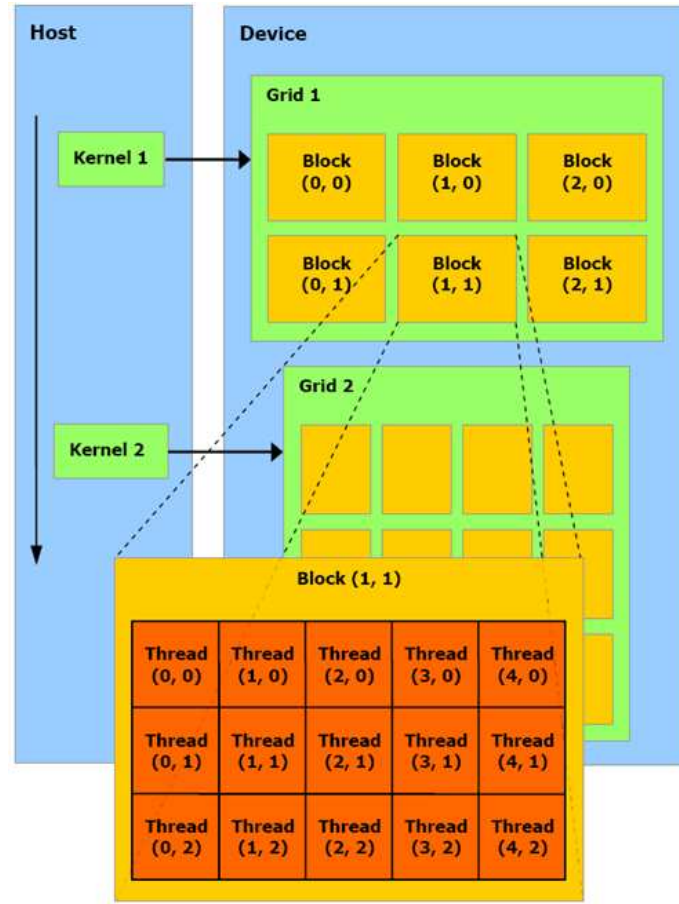 Host
Device
Grid 1
Kernel 1
Block
(0, 0)
Block
(1, 0)
Block
(2, 0)
Block
(0, 1)
Block
(1, 1)
Block
(2, 1)
Grid 2
Kernel 2
Block (1, 1)
Thread
(0, 0)
Thread
(1, 0)
Thread
(2, 0)
Thread
(3, 0)
Thread
(4, 0)
Thread
(0, 1)
Thread
(1, 1)
Thread
(2, 1)
Thread
(3, 1)
Thread
(4, 1)
Thread
(0, 2)
Thread
(1, 2)
Thread
(2, 2)
Thread
(3, 2)
Thread
(4, 2)